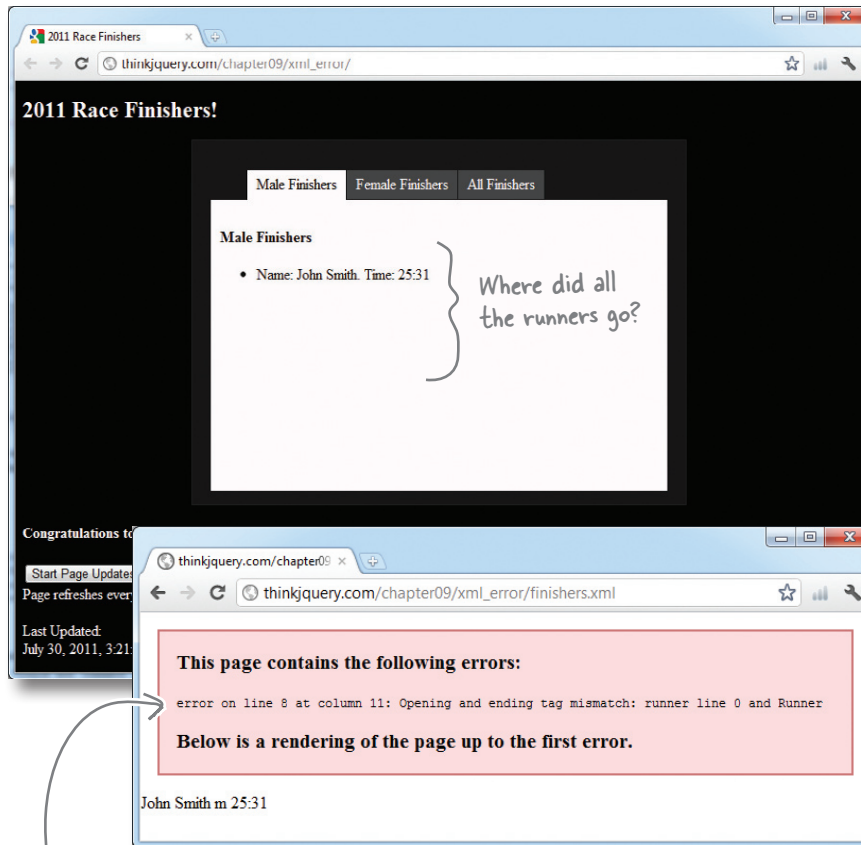 2011 Race Finishers
thinkjquery.com/chapter09/xml_error/
2011 Race Finishers!
Male Finishers
Female Finishers
All Finishers
Male Finishers
• Name: John Smith. Time: 25:31
Where did all
the runners go?
Congratulations to
Start Page Updates
Page refreshes every
Last Updated:
July 30, 2011, 3:21:
thinkjquery.com/chapter09
thinkjquery.com/chapter09/xml_error/finishers.xml
This page contains the following errors:
error on line 8 at column 11: Opening and ending tag mismatch: runner line 0 and Runner
Below is a rendering of the page up to the first error.
John Smith m 25:31